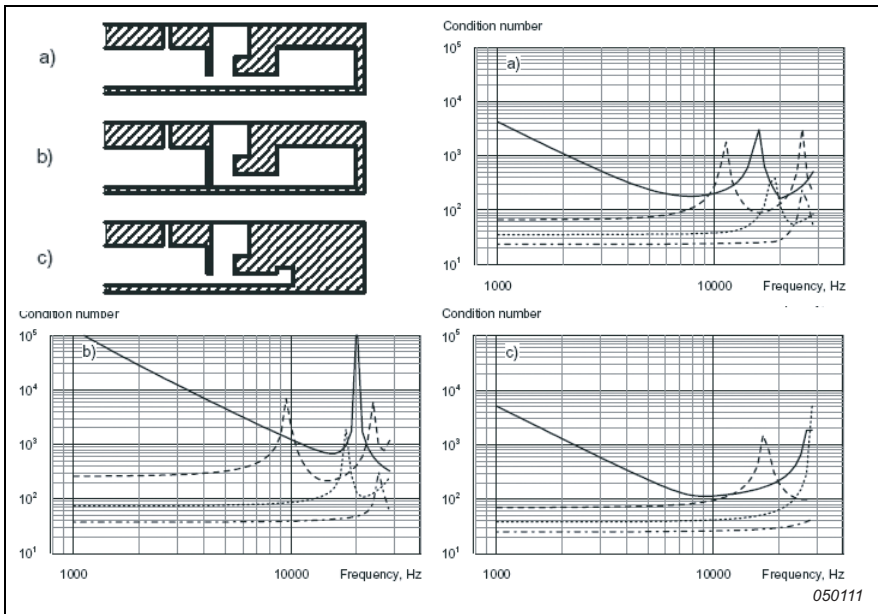 a)
b)
c)
Condition number
10⁵
a)
10⁴
10³
10²
10¹
1000
10000
Frequency, Hz
Condition number
10⁵
b)
10⁴
10³
10²
10¹
1000
10000
Frequency, Hz
Condition number
10⁵
c)
10⁴
10³
10²
10¹
1000
10000
Frequency, Hz
050111